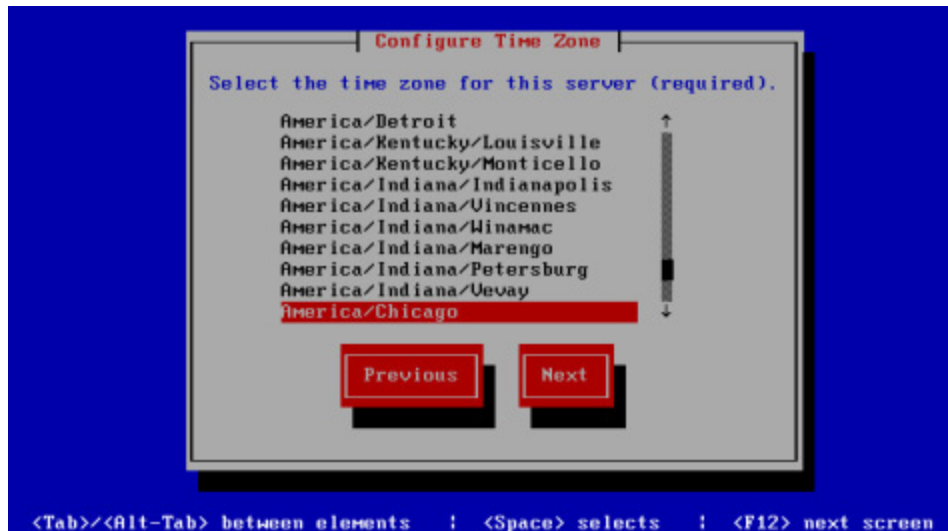 Configure Time Zone
Select the time zone for this server (required).
America/Detroit
America/Kentucky/Louisville
America/Kentucky/Monticello
America/Indiana/Indianapolis
America/Indiana/Vincennes
America/Indiana/Winamac
America/Indiana/Marengo
America/Indiana/Petersburg
America/Indiana/Vevay
America/Chicago
Previous Next
<Tab>/<Alt-Tab> between elements | <Space> selects | <F12> next screen